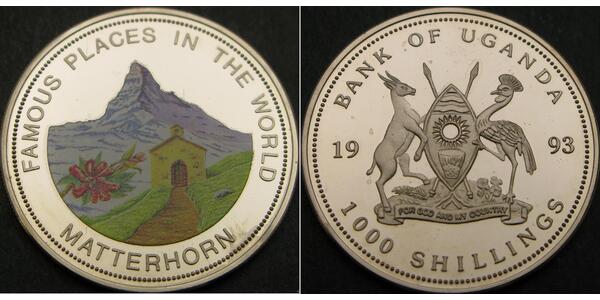 FAMOUS PLACES IN THE WORLD
MATTERHORN
BANK OF UGANDA
19 93
FOR GOD AND MY COUNTRY
1000 SHILLINGS